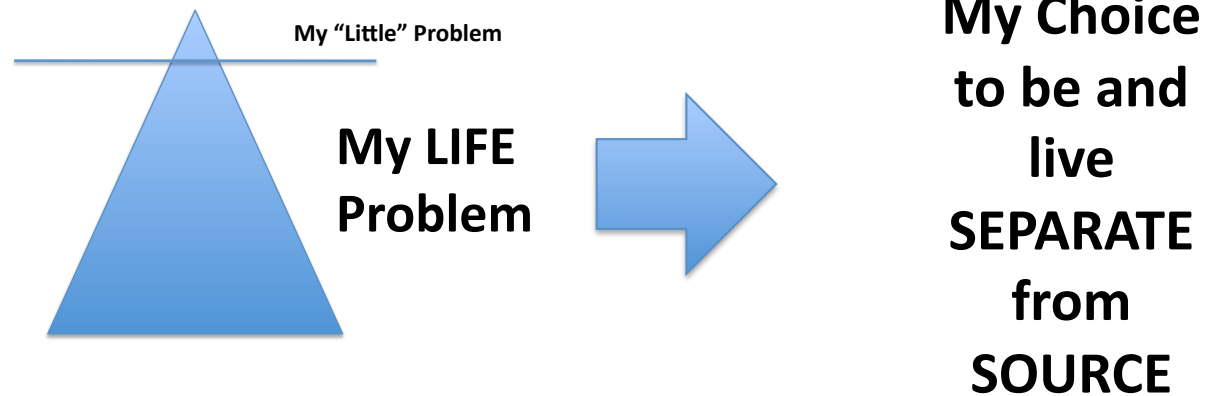 My “Little” Problem
My LIFE
Problem
My Choice
to be and
live
SEPARATE
from
SOURCE